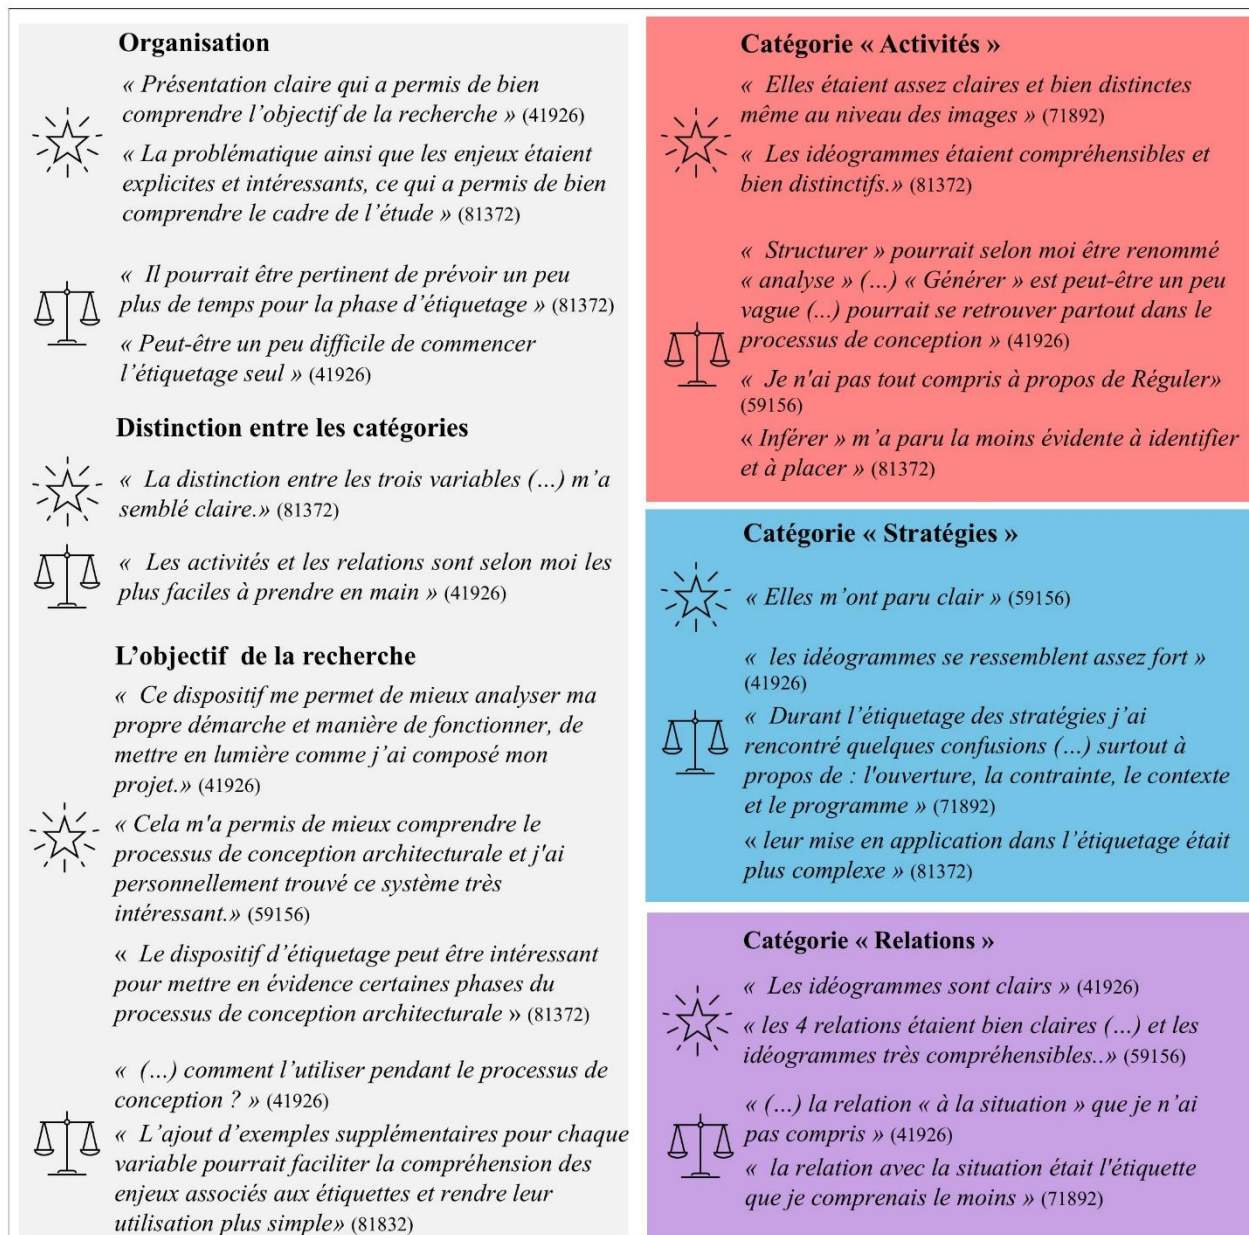 Organisation
« Présentation claire qui a permis de bien
comprendre l’objectif de la recherche » (41926)
« La problématique ainsi que les enjeux étaient
explicites et intéressants, ce qui a permis de bien
comprendre le cadre de l’étude » (81372)
« Il pourrait être pertinent de prévoir un peu
plus de temps pour la phase d’étiquetage » (81372)
« Peut-être un peu difficile de commencer
l’étiquetage seul » (41926)
Distinction entre les catégories
« La distinction entre les trois variables (…) m’a
semblé claire.» (81372)
« Les activités et les relations sont selon moi les
plus faciles à prendre en main » (41926)
L’objectif de la recherche
« Ce dispositif me permet de mieux analyser ma
propre démarche et manière de fonctionner, de
mettre en lumière comme j’ai composé mon
projet.» (41926)
« Cela m'a permis de mieux comprendre le
processus de conception architecturale et j'ai
personnellement trouvé ce système très
intéressant.» (59156)
« Le dispositif d’étiquetage peut être intéressant
pour mettre en évidence certaines phases du
processus de conception architecturale » (81372)
« (…) comment l’utiliser pendant le processus de
conception ? » (41926)
« L’ajout d’exemples supplémentaires pour chaque
variable pourrait faciliter la compréhension des
enjeux associés aux étiquettes et rendre leur
utilisation plus simple» (81832)
Catégorie « Activités »
« Elles étaient assez claires et bien distinctes
même au niveau des images » (71892)
« Les idéogrammes étaient compréhensibles et
bien distinctifs.» (81372)
« Structurer » pourrait selon moi être renommé
« analyse » (…) « Générer » est peut-être un peu
vague (...) pourrait se retrouver partout dans le
processus de conception » (41926)
« Je n'ai pas tout compris à propos de Réguler»
(59156)
« Inférer » m’a paru la moins évidente à identifier
et à placer » (81372)
Catégorie « Stratégies »
« Elles m’ont paru clair » (59156)
« les idéogrammes se ressemblent assez fort »
(41926)
« Durant l’étiquetage des stratégies j’ai
rencontré quelques confusions (…) surtout à
propos de : l'ouverture, la contrainte, le contexte
et le programme » (71892)
« leur mise en application dans l’étiquetage était
plus complexe » (81372)
Catégorie « Relations »
« Les idéogrammes sont clairs » (41926)
« les 4 relations étaient bien claires (…) et les
idéogrammes très compréhensibles..» (59156)
« (…) la relation « à la situation » que je n’ai
pas compris » (41926)
« la relation avec la situation était l'étiquette
que je comprenais le moins » (71892)